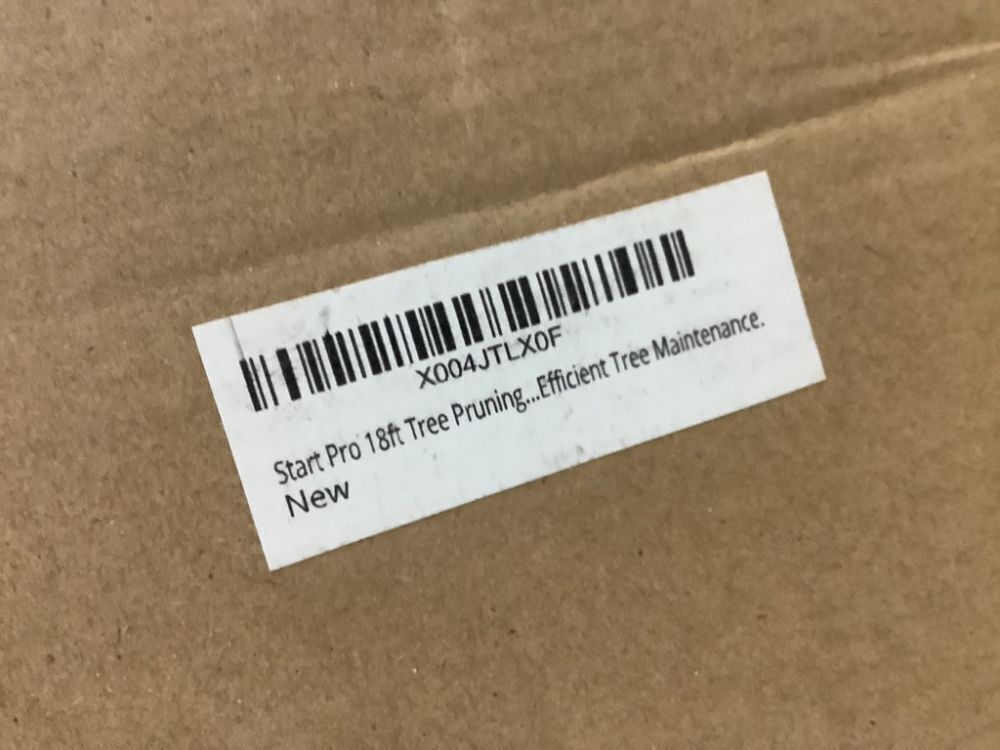 X004JTLX0F
Start Pro 18ft Tree Pruning...Efficient Tree Maintenance.
New